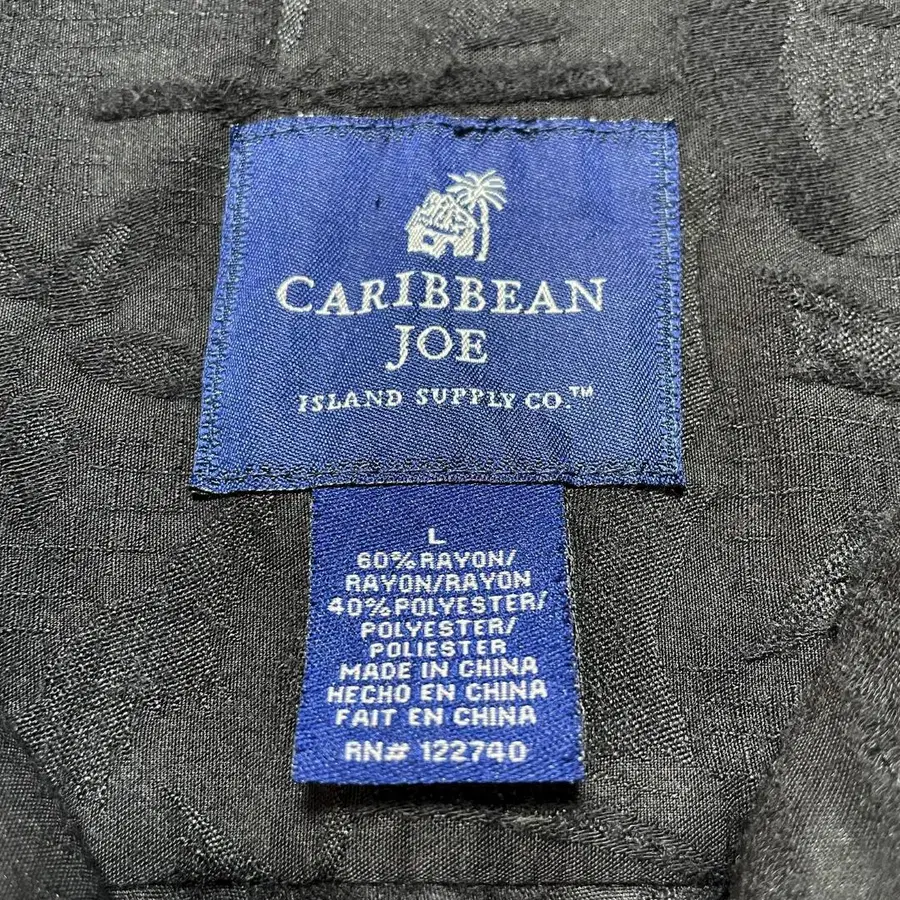 CARIBBEAN
JOE
ISLAND SUPPLY CO.™
L
60% RAYON/
RAYON/RAYON
40% POLYESTER/
POLYESTER/
POLIESTER
MADE IN CHINA
HECHO EN CHINA
FAIT EN CHINA
RN# 122740